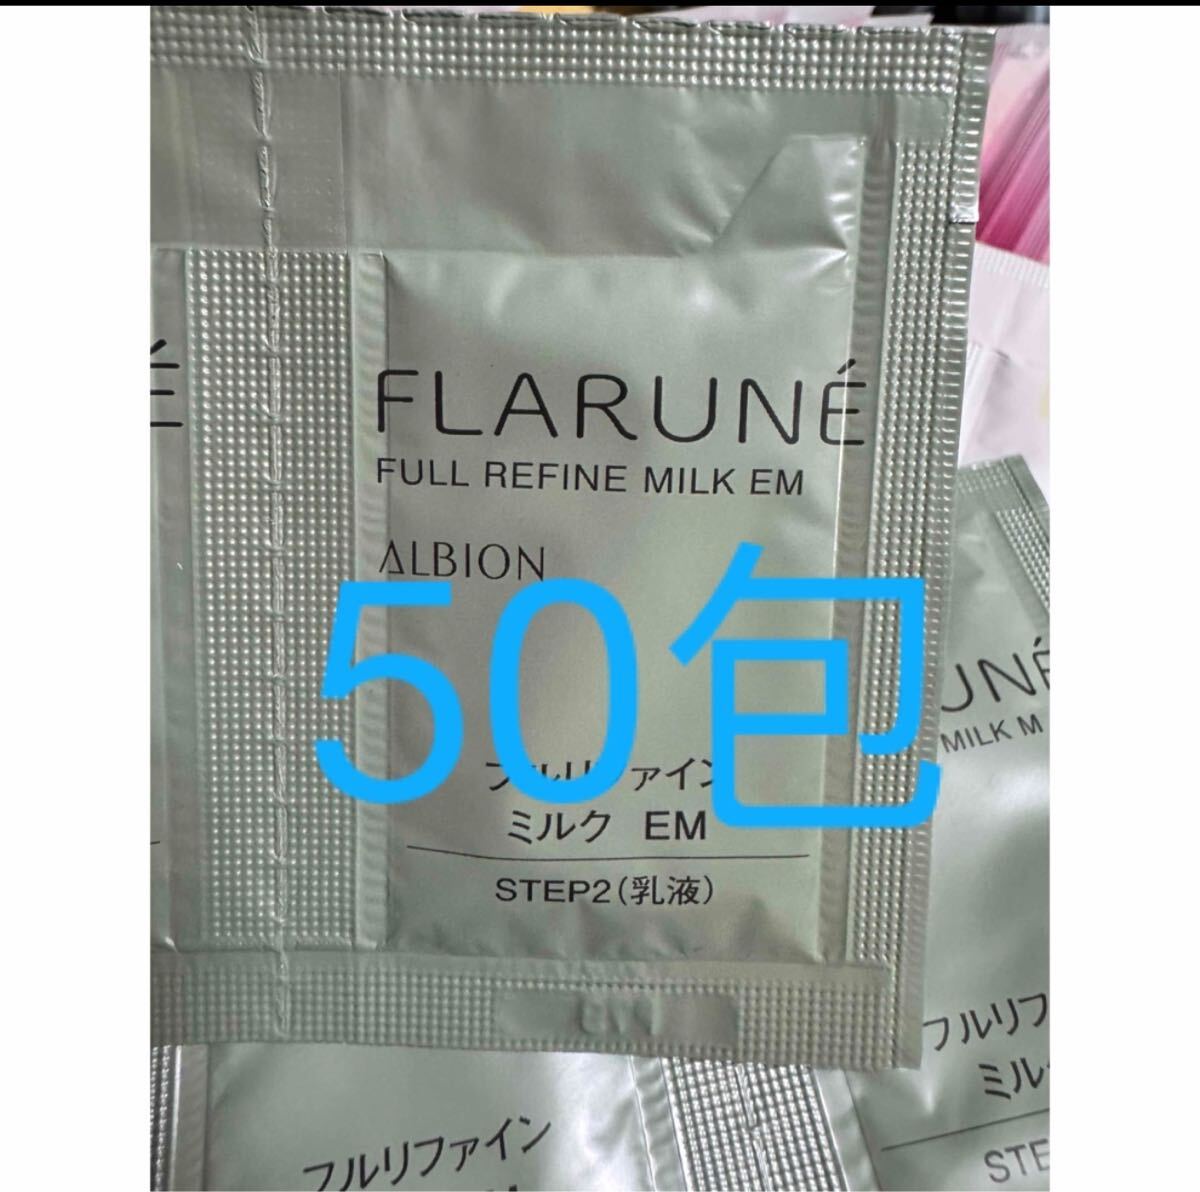 FLARUNÉ
FULL REFINE MILK EM
ALBION
50包
フルリファイン
ミルク EM
STEP2(乳液)
UNÉ
MILK M
フルリフ
ミル
STE
フルリファイン